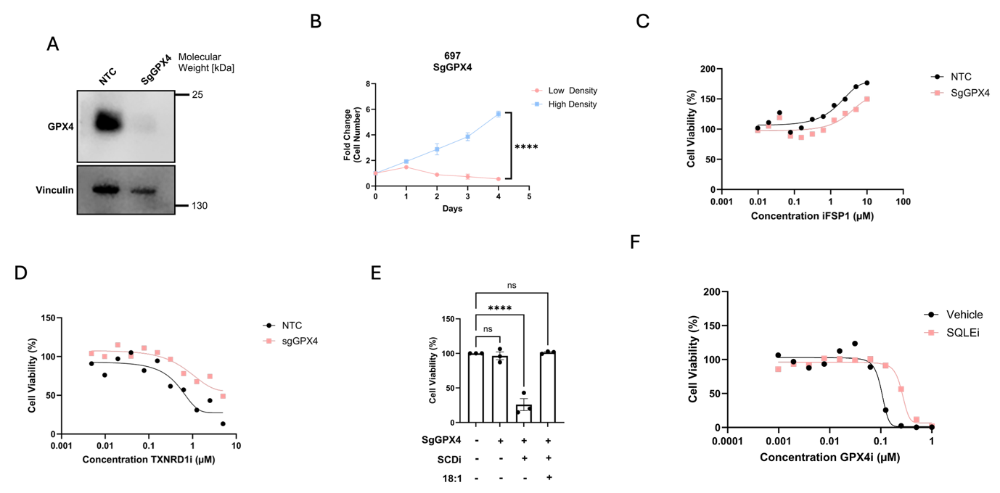 A
NTC
SgGPX4
Molecular
Weight [kDa]
25
GPX4
Vinculin
130
B
697
SgGPX4
8
6
4
2
0
0 1 2 3 4 5
Fold Change
(Cell Number)
Days
Low Density
High Density
****
C
200
150
100
50
0
0.001 0.01 0.1 1 10 100
Cell Viability (%)
Concentration iFSP1 (µM)
NTC
SgGPX4
D
150
100
50
0
0.001 0.01 0.1 1 10
Cell Viability (%)
Concentration TXNRD1i (µM)
NTC
sgGPX4
E
ns
****
ns
150
100
50
0
Cell Viability (%)
SgGPX4 - + + +
SCDi - - + +
18:1 - - - +
F
200
150
100
50
0
0.0001 0.001 0.01 0.1 1
Cell Viability (%)
Concentration GPX4i (µM)
Vehicle
SQLEi